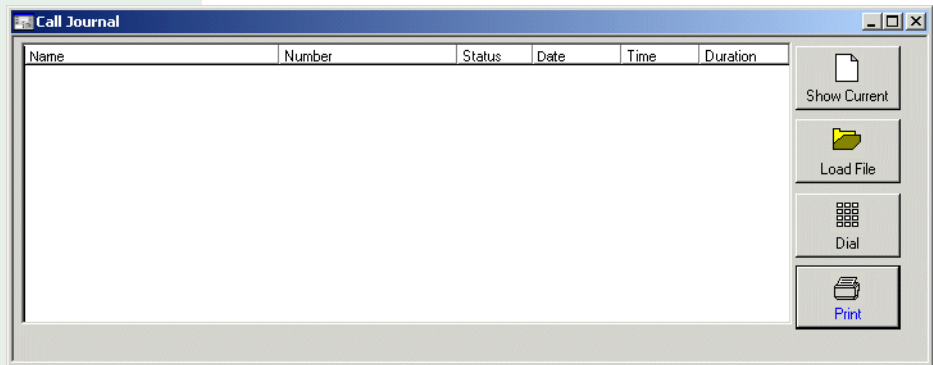 Call Journal
Name Number Status Date Time Duration
Show Current
Load File
Dial
Print